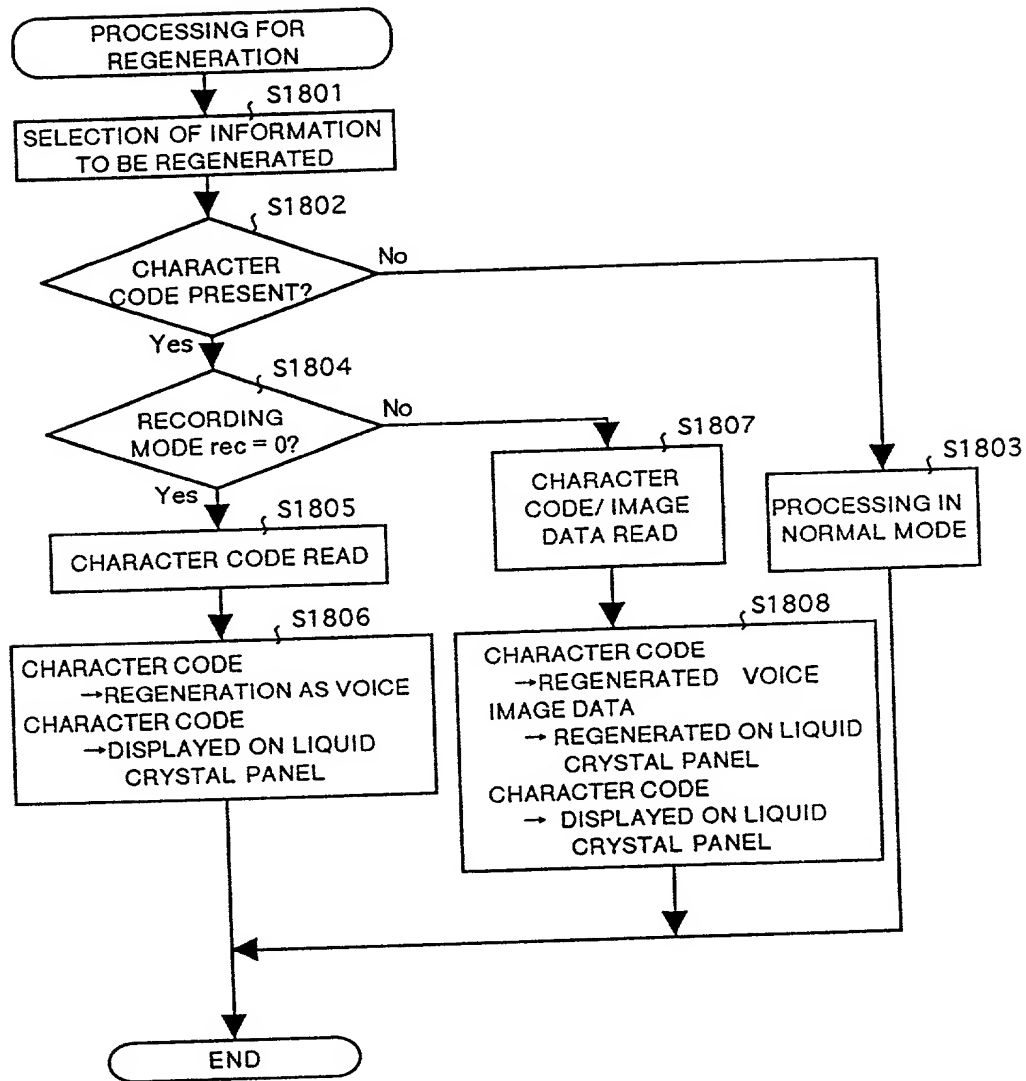 PROCESSING FOR
REGENERATION
S1801
SELECTION OF INFORMATION
TO BE REGENERATED
S1802
CHARACTER
CODE PRESENT?
No
Yes
S1804
RECORDING
MODE rec = 0?
No
Yes
S1807
CHARACTER
CODE/ IMAGE
DATA READ
S1803
PROCESSING IN
NORMAL MODE
S1805
CHARACTER CODE READ
S1806
CHARACTER CODE
→REGENERATION AS VOICE
CHARACTER CODE
→DISPLAYED ON LIQUID
CRYSTAL PANEL
S1808
CHARACTER CODE
→REGENERATED VOICE
IMAGE DATA
→ REGENERATED ON LIQUID
CRYSTAL PANEL
CHARACTER CODE
→ DISPLAYED ON LIQUID
CRYSTAL PANEL
END